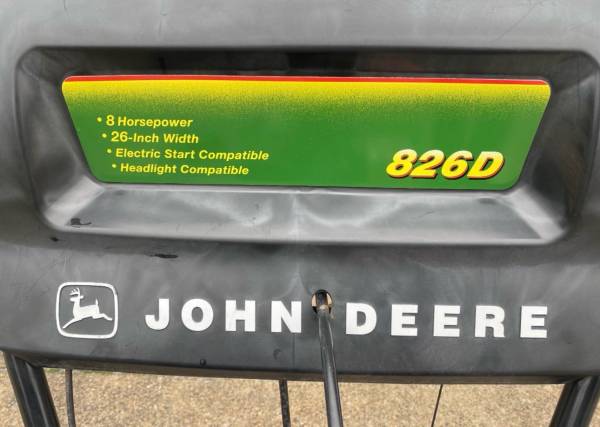 • 8 Horsepower
• 26-Inch Width
• Electric Start Compatible
• Headlight Compatible
826D
JOHN DEERE